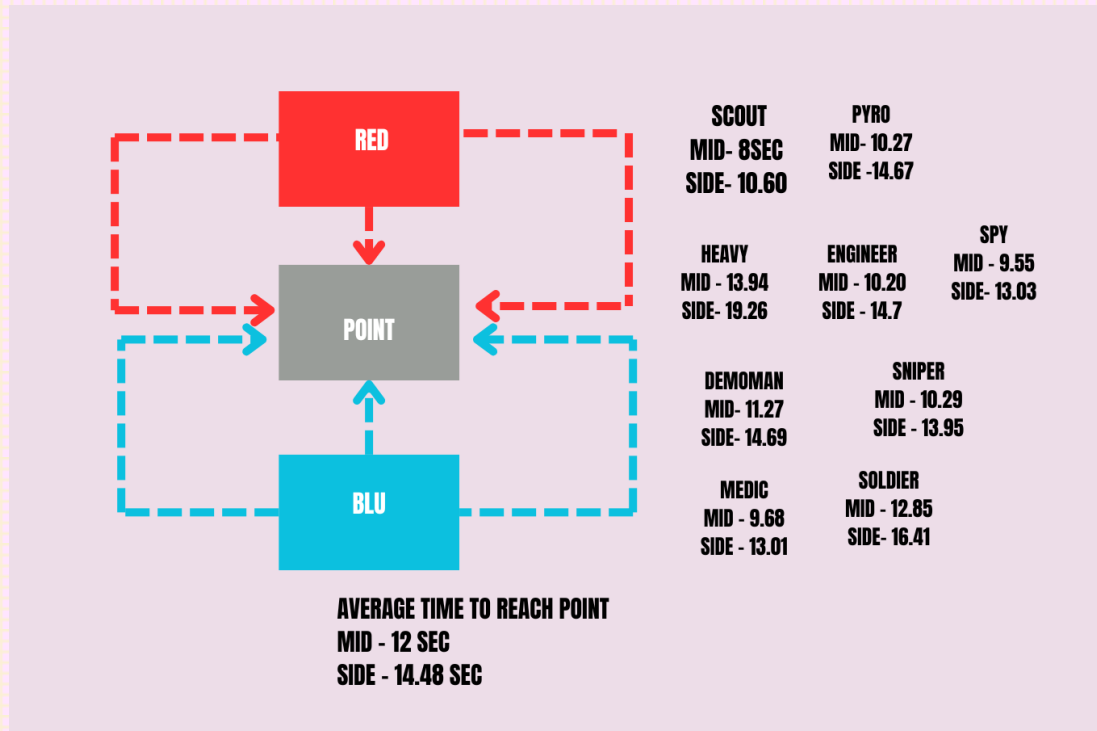 RED
POINT
BLU
AVERAGE TIME TO REACH POINT
MID - 12 SEC
SIDE - 14.48 SEC
SCOUT
MID- 8SEC
SIDE- 10.60
PYRO
MID- 10.27
SIDE -14.67
HEAVY
MID - 13.94
SIDE- 19.26
ENGINEER
MID - 10.20
SIDE - 14.7
SPY
MID - 9.55
SIDE- 13.03
DEMOMAN
MID- 11.27
SIDE- 14.69
SNIPER
MID - 10.29
SIDE - 13.95
MEDIC
MID - 9.68
SIDE - 13.01
SOLDIER
MID - 12.85
SIDE- 16.41